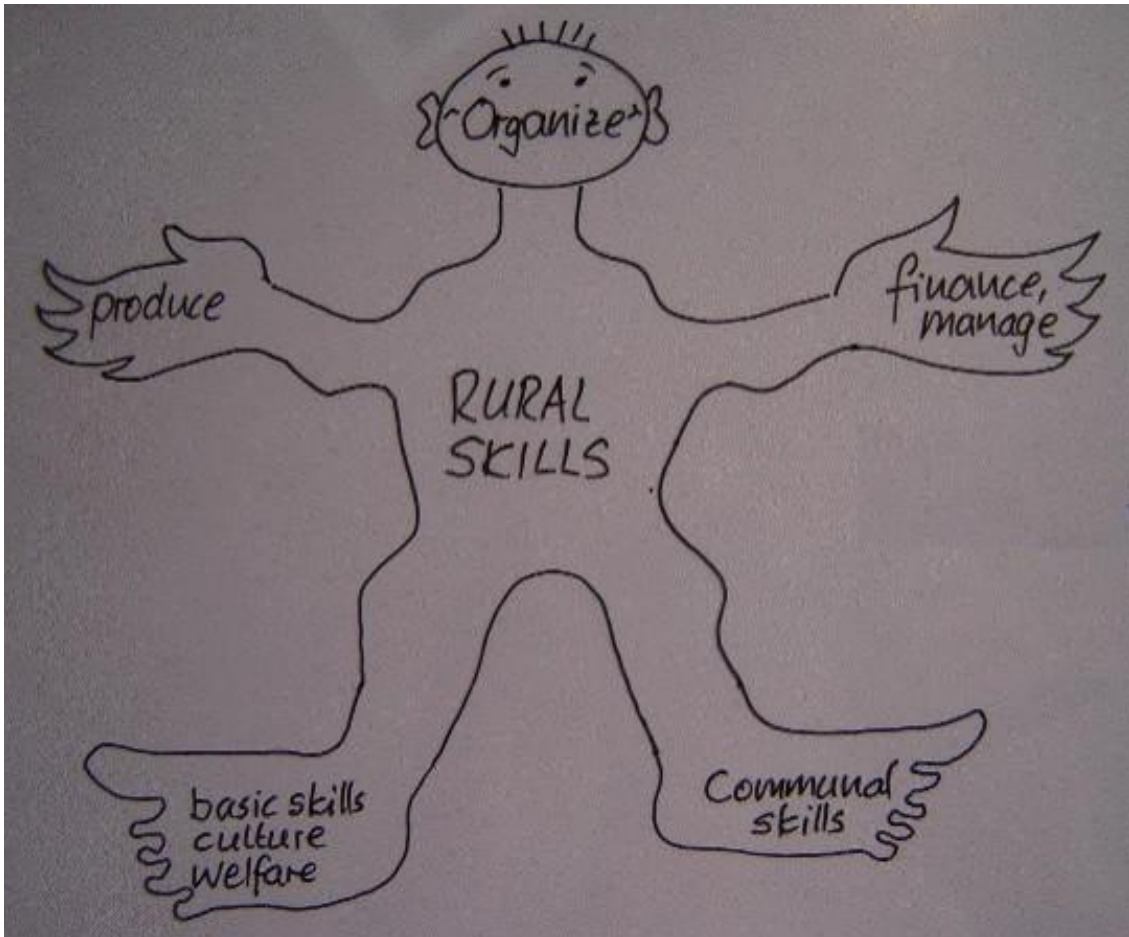 Organize
produce
finance,
manage
RURAL
SKILLS
basic skills
culture
welfare
Communal
skills